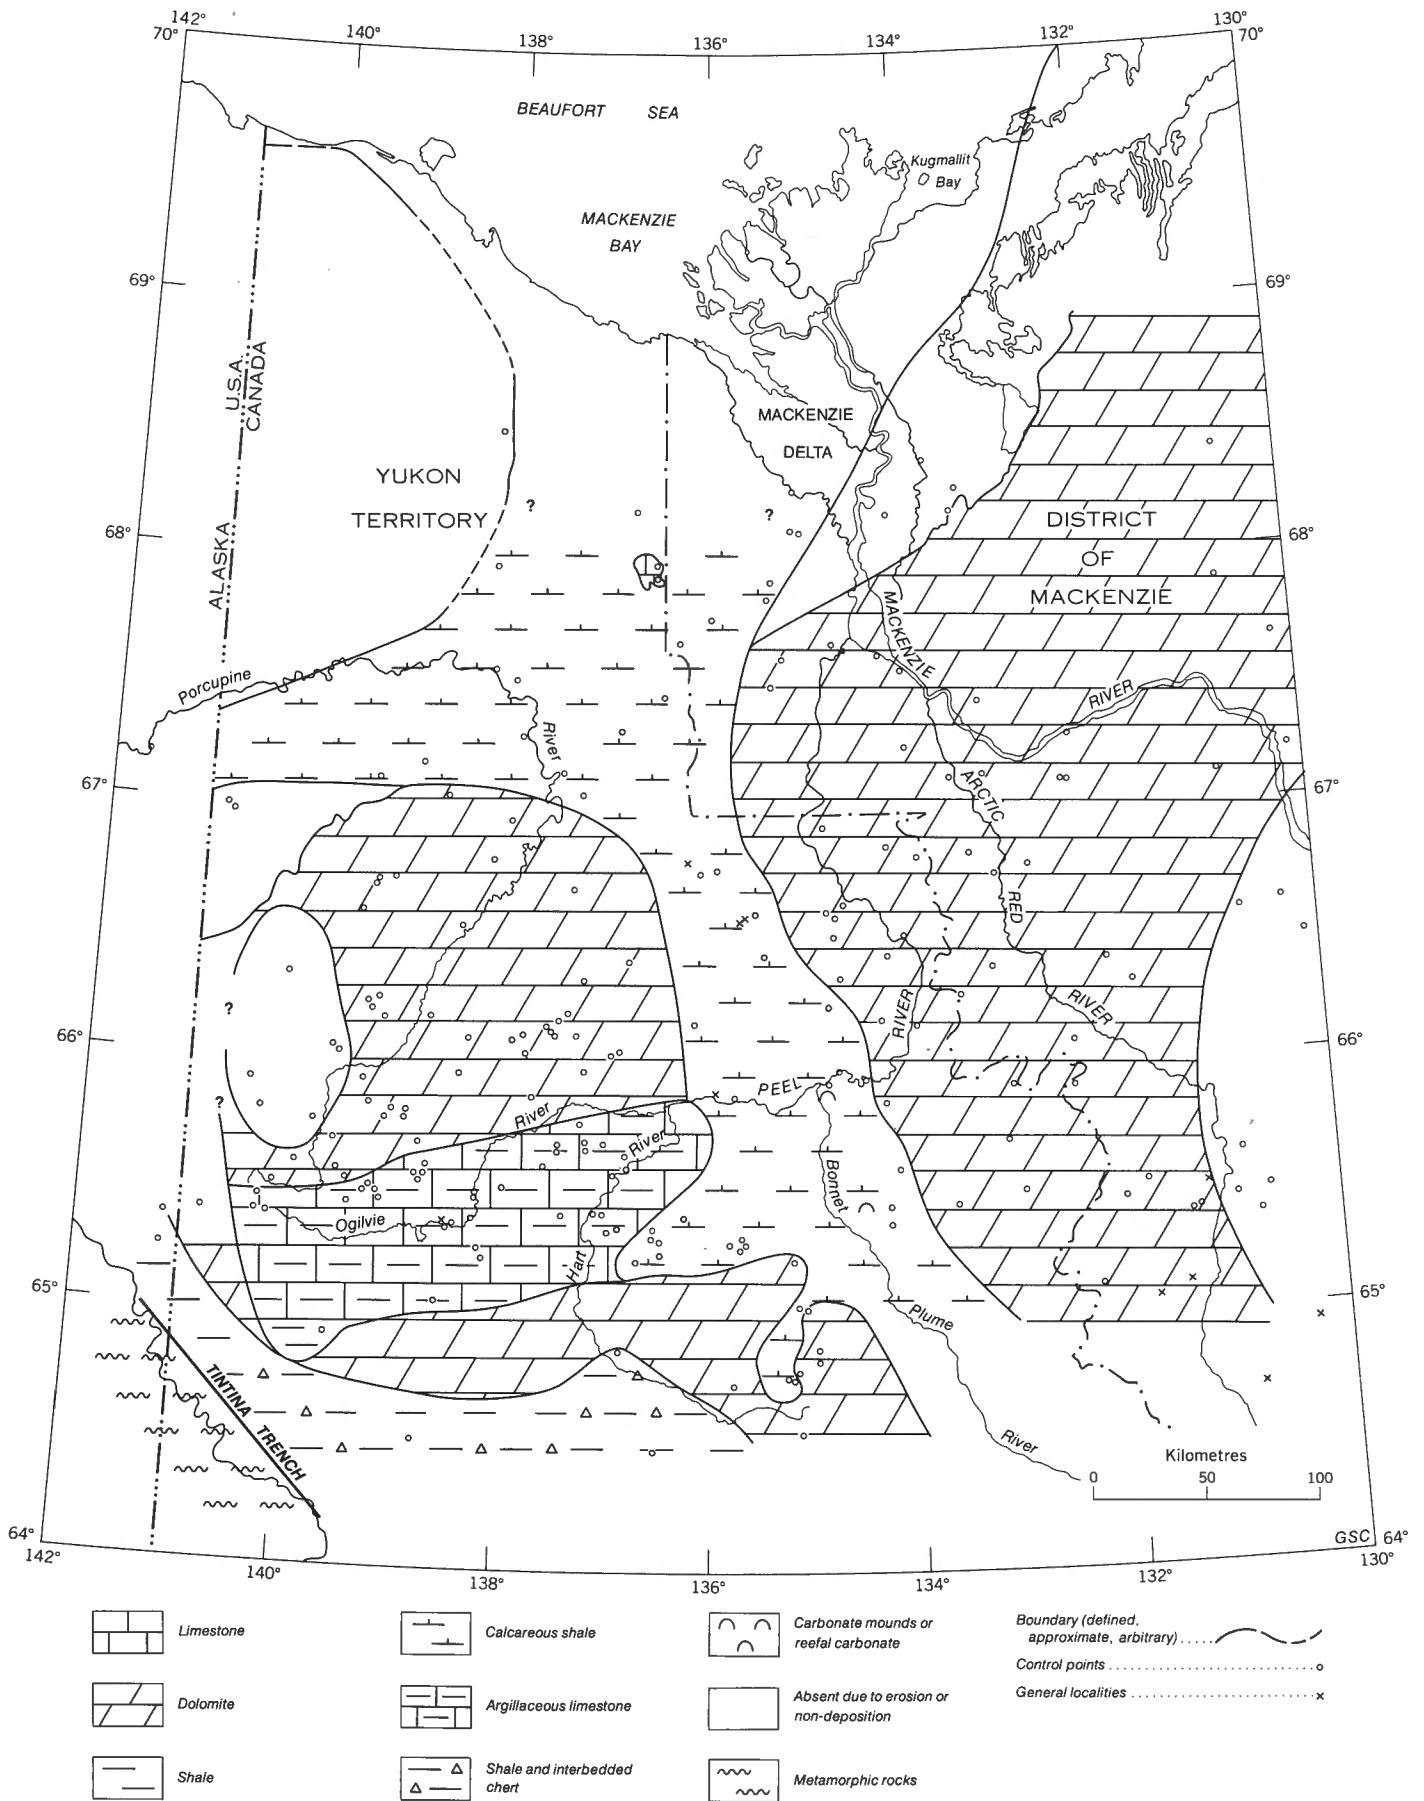 142°
140°
138°
136°
134°
132°
130°
70°
70°
BEAUFORT SEA
Kugmallit
Bay
MACKENZIE
BAY
69°
69°
U.S.A.
CANADA
MACKENZIE
DELTA
YUKON
TERRITORY
?
?
DISTRICT
OF
MACKENZIE
68°
68°
ALASKA
MACKENZIE
RIVER
Porcupine
River
67°
67°
ARCTIC
RED
RIVER
?
RIVER
66°
66°
PEEL
?
River
River
Bonnet
Ogilvie
Hart
65°
65°
Plume
TINTINA TRENCH
River
Kilometres
0 50 100
64°
GSC
64°
142°
140°
138°
136°
134°
132°
130°
Limestone
Calcareous shale
Carbonate mounds or
reefal carbonate
Boundary (defined,
approximate, arbitrary)......
Dolomite
Argillaceous limestone
Absent due to erosion or
non-deposition
Control points
General localities
Shale
Shale and interbedded
chert
Metamorphic rocks